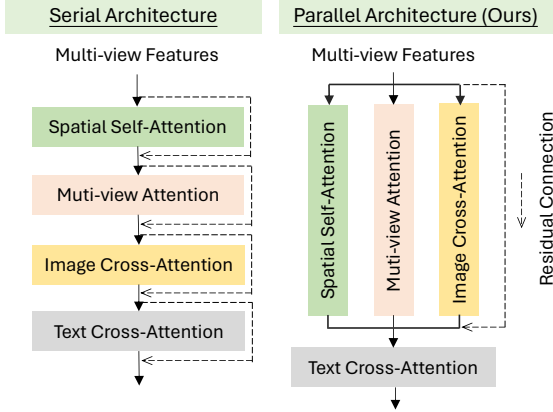 Serial Architecture
Multi-view Features
Spatial Self-Attention
Muti-view Attention
Image Cross-Attention
Text Cross-Attention
Parallel Architecture (Ours)
Multi-view Features
Spatial Self-Attention
Muti-view Attention
Image Cross-Attention
Residual Connection
Text Cross-Attention